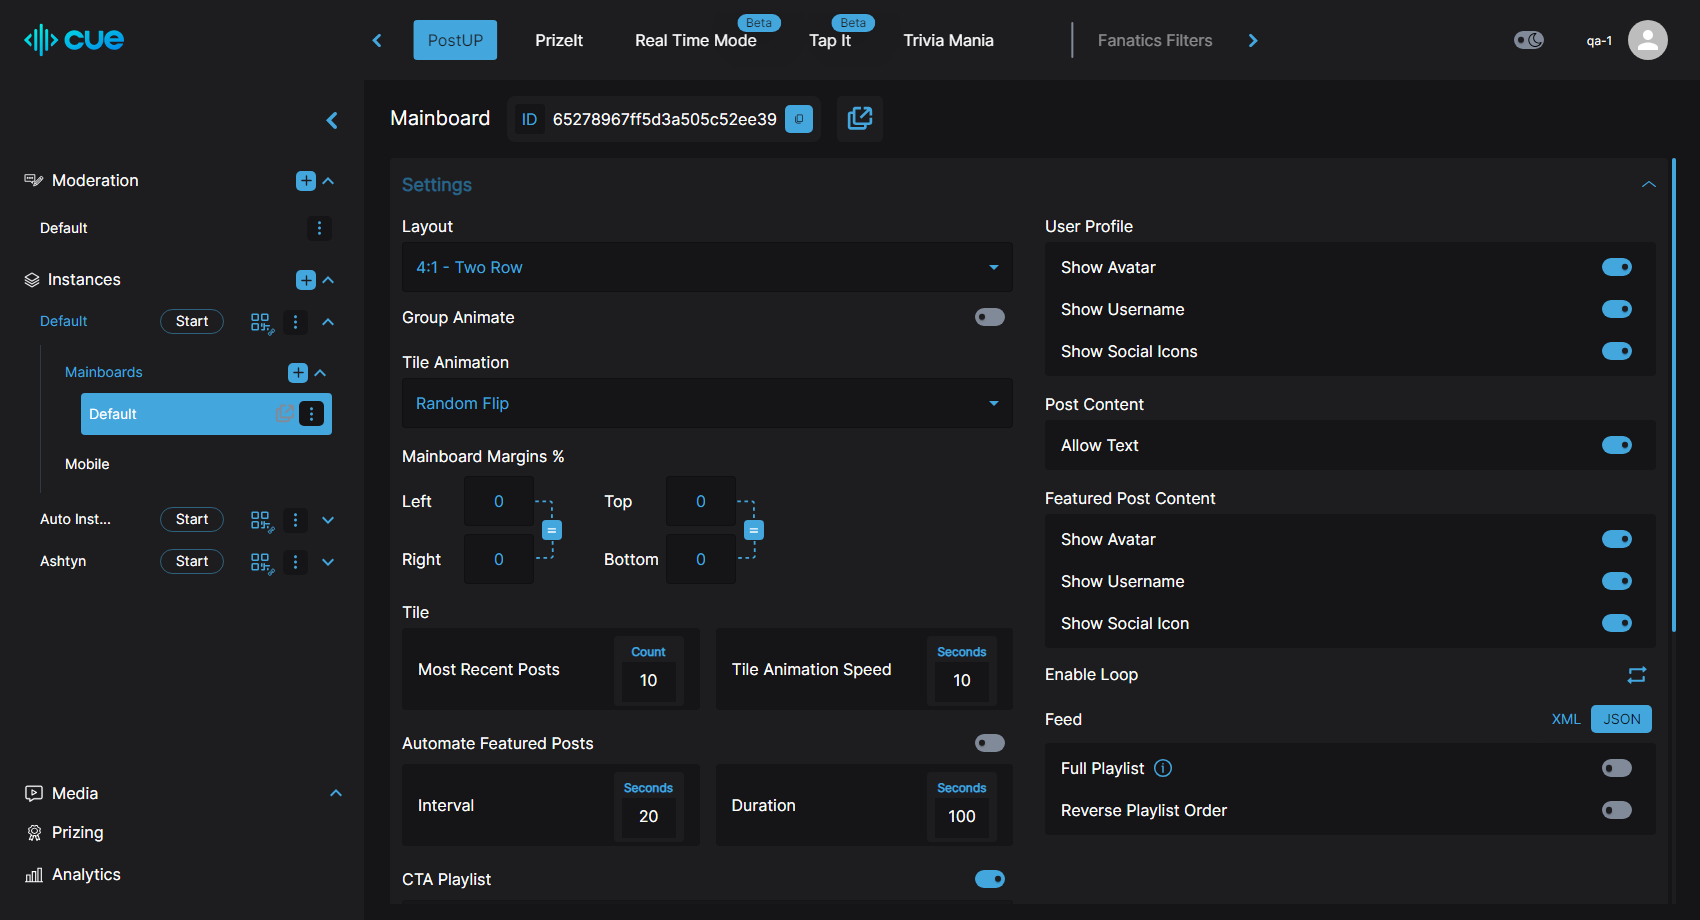 cue
PostUP
PrizeIt
Real Time Mode
Beta
Tap It
Beta
Trivia Mania
Fanatics Filters
qa-1
Moderation
Default
Instances
Default
Start
Mainboards
Default
Mobile
Auto Inst...
Start
Ashtyn
Start
Media
Prizing
Analytics
Mainboard
ID
65278967ff5d3a505c52ee39
Settings
Layout
4:1 - Two Row
Group Animate
Tile Animation
Random Flip
Mainboard Margins %
Left
0
Top
0
=
=
Right
0
Bottom
0
Tile
Most Recent Posts
Count
10
Tile Animation Speed
Seconds
10
Automate Featured Posts
Interval
Seconds
20
Duration
Seconds
100
CTA Playlist
User Profile
Show Avatar
Show Username
Show Social Icons
Post Content
Allow Text
Featured Post Content
Show Avatar
Show Username
Show Social Icon
Enable Loop
Feed
XML
JSON
Full Playlist
Reverse Playlist Order